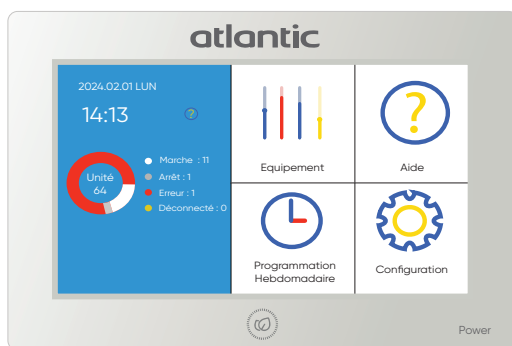 atlantic
2024.02.01 LUN
14:13
?
Unité
64
Marche : 11
Arrêt : 1
Erreur : 1
Déconnecté : 0
Equipement
?
Aide
Programmation
Hebdomadaire
Configuration
Power